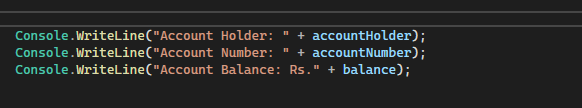 Console.WriteLine("Account Holder: " + accountHolder);
Console.WriteLine("Account Number: " + accountNumber);
Console.WriteLine("Account Balance: Rs." + balance);